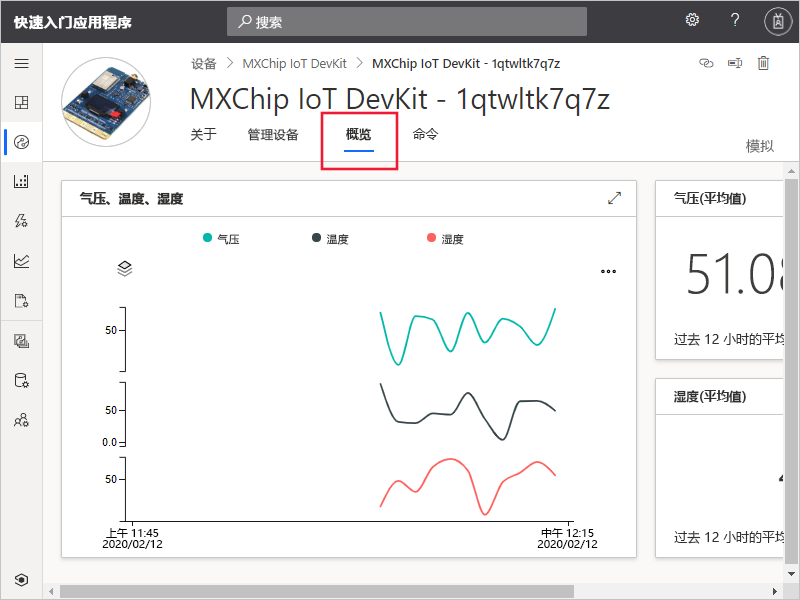 快速入门应用程序
搜索
?
设备 > MXChip IoT DevKit > MXChip IoT DevKit - 1qtwltk7q7z
MXChip IoT DevKit - 1qtwltk7q7z
关于 管理设备 概览 命令
模拟
气压、温度、湿度
气压 温度 湿度
50
50
0.0
50
上午 11:45
2020/02/12
中午 12:15
2020/02/12
气压(平均值)
51.08
过去 12 小时的平均
湿度(平均值)
过去 12 小时的平均